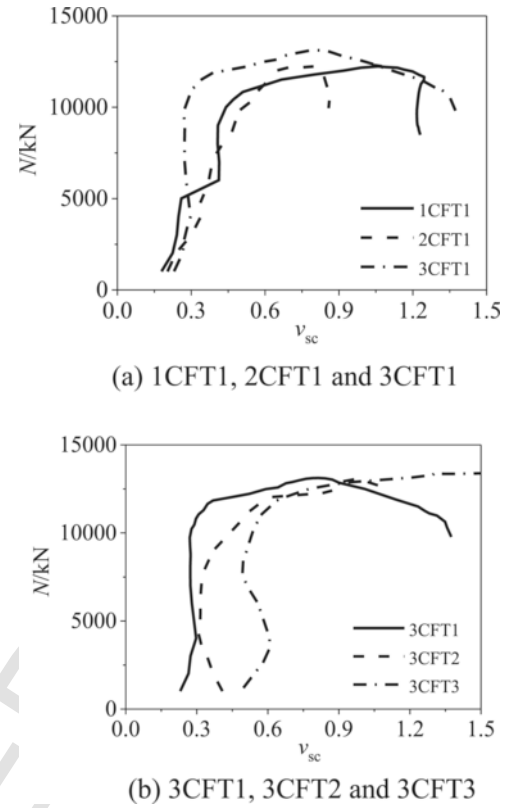 15000
10000
5000
0
N/kN
1CFT1
2CFT1
3CFT1
0.0 0.3 0.6 0.9 1.2 1.5
vsc
(a) 1CFT1, 2CFT1 and 3CFT1
15000
10000
5000
0
N/kN
3CFT1
3CFT2
3CFT3
0.0 0.3 0.6 0.9 1.2 1.5
vsc
(b) 3CFT1, 3CFT2 and 3CFT3